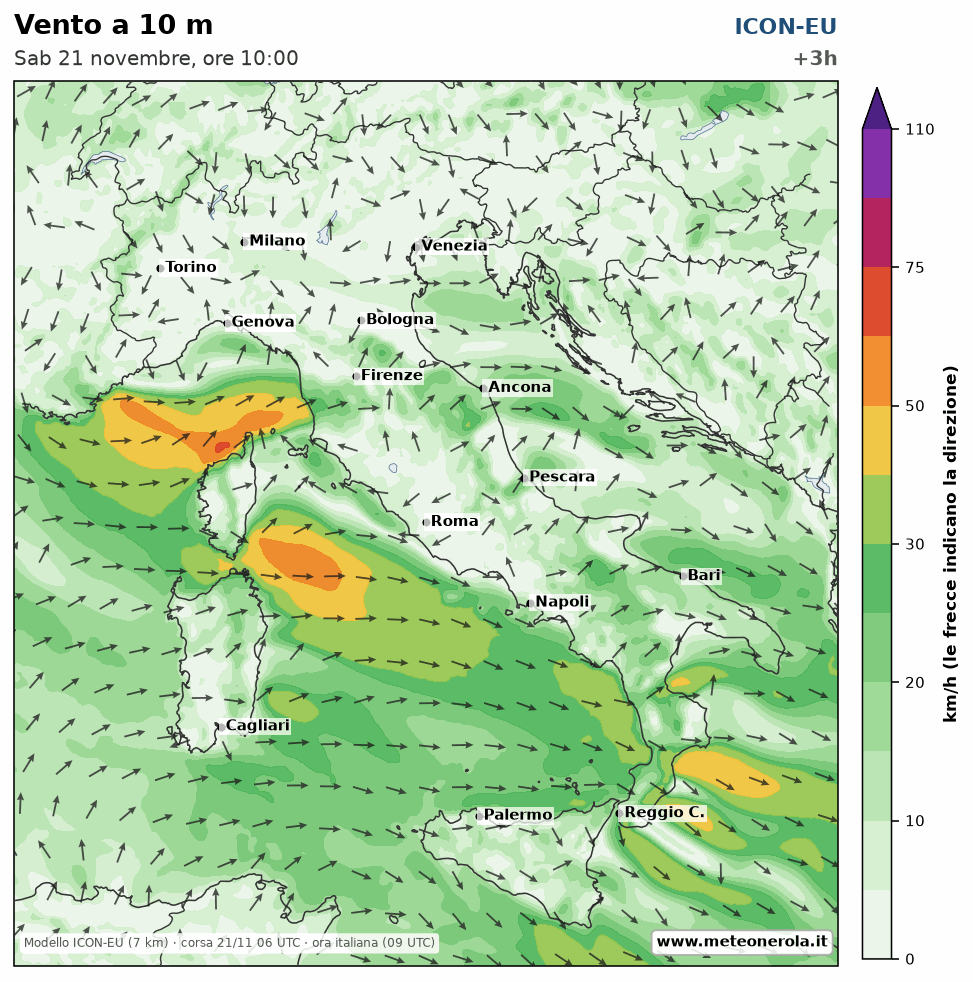 Vento a 10 m
ICON-EU
Sab 21 novembre, ore 10:00
+3h
110
Milano
Venezia
Torino
75
Genova
Bologna
Firenze
Ancona
50
Pescara
Roma
30
Bari
Napoli
km/h (le frecce indicano la direzione)
20
Cagliari
Palermo
Reggio C.
10
Modello ICON-EU (7 km) · corsa 21/11 06 UTC · ora italiana (09 UTC)
www.meteonerola.it
0